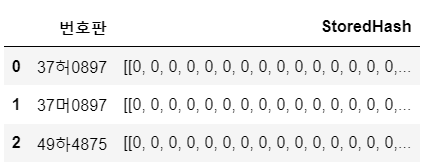 번호판 StoredHash
0 37허0897 [[0, 0, 0, 0, 0, 0, 0, 0, 0, 0, 0, 0, 0, 0, 0,...
1 37머0897 [[0, 0, 0, 0, 0, 0, 0, 0, 0, 0, 0, 0, 0, 0, 0,...
2 49하4875 [[0, 0, 0, 0, 0, 0, 0, 0, 0, 0, 0, 0, 0, 0, 0,...